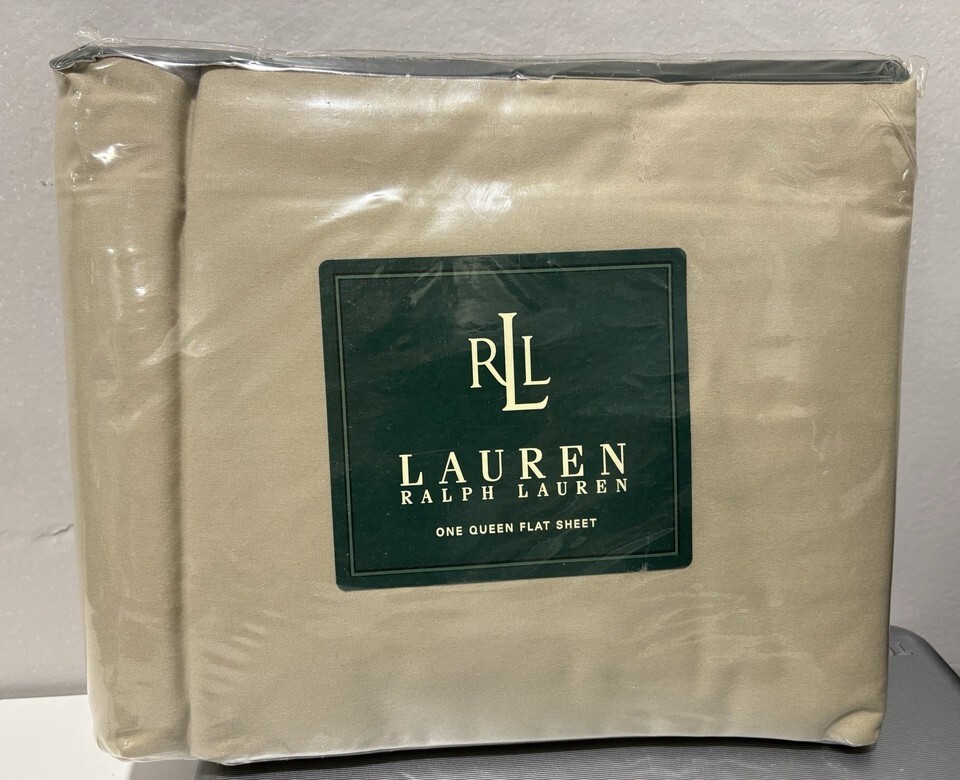 RLL
LAUREN
RALPH LAUREN
ONE QUEEN FLAT SHEET